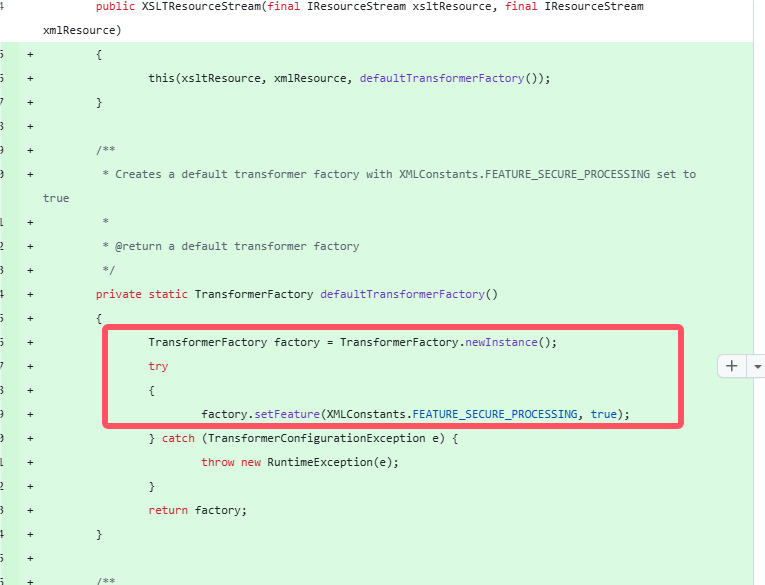 4 public XSLTResourceStream(final IResourceStream xsltResource, final IResourceStream
xmlResource)
5 + {
6 + this(xsltResource, xmlResource, defaultTransformerFactory());
7 + }
8 +
9 + /**
0 + * Creates a default transformer factory with XMLConstants.FEATURE_SECURE_PROCESSING set to
true
1 + *
2 + * @return a default transformer factory
3 + */
4 + private static TransformerFactory defaultTransformerFactory()
5 + {
6 + TransformerFactory factory = TransformerFactory.newInstance();
7 + try
8 + {
9 + factory.setFeature(XMLConstants.FEATURE_SECURE_PROCESSING, true);
0 + } catch (TransformerConfigurationException e) {
1 + throw new RuntimeException(e);
2 + }
3 + return factory;
4 + }
5 +
6 + /**